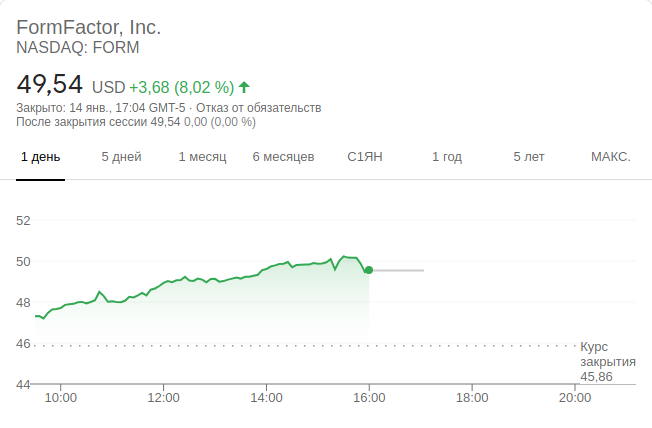 FormFactor, Inc.
NASDAQ: FORM
49,54 USD +3,68 (8,02 %)
Закрыто: 14 янв., 17:04 GMT-5 · Отказ от обязательств
После закрытия сессии 49,54 0,00 (0,00 %)
1 день 5 дней 1 месяц 6 месяцев С1ЯН 1 год 5 лет МАКС.
52
50
48
46
Курс
закрытия
45,86
44
10:00 12:00 14:00 16:00 18:00 20:00